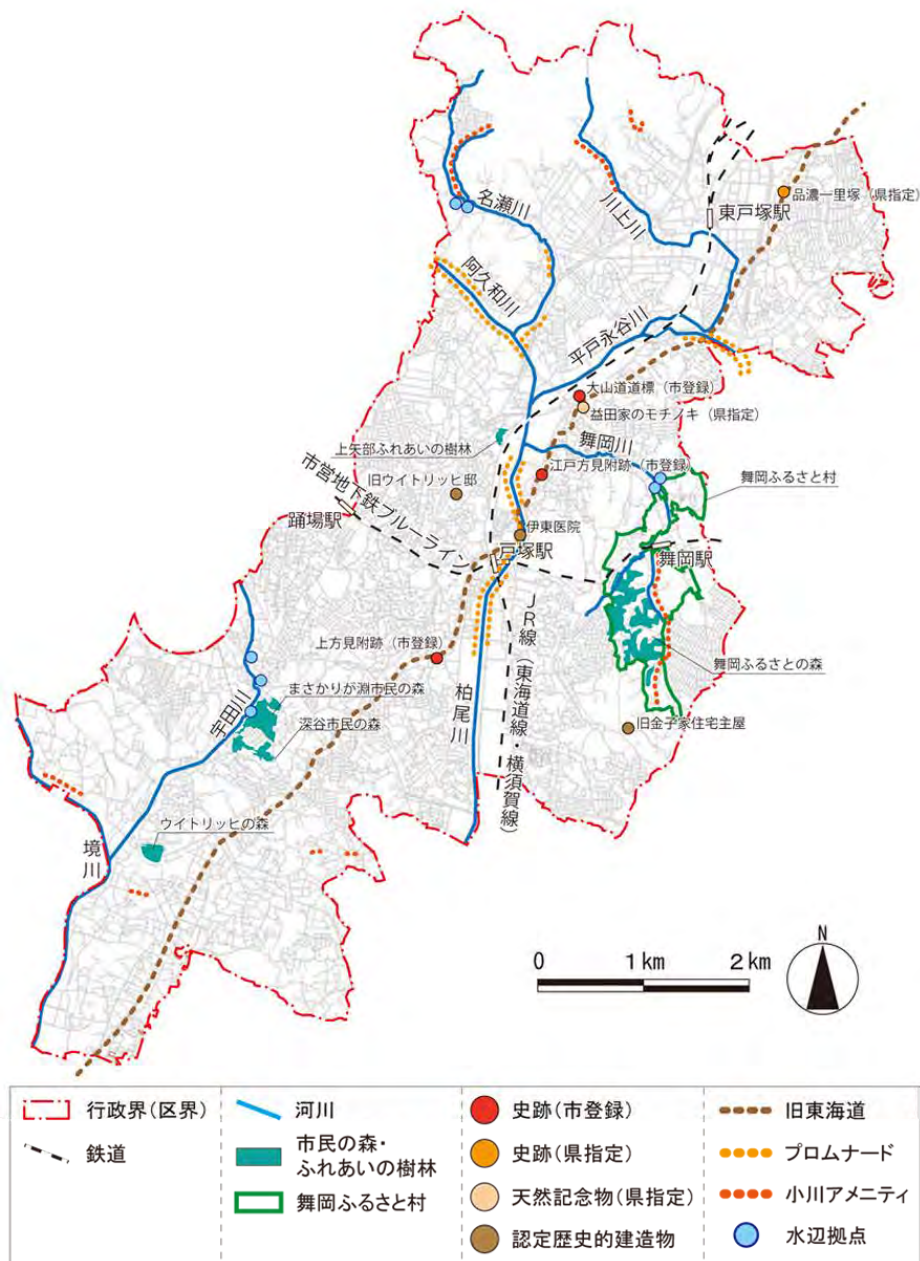 名瀬川
川上川
品濃一里塚（県指定）
東戸塚駅
阿久和川
平戸永谷川
大山道道標（市登録）
益田家のモチノキ（県指定）
舞岡川
上矢部ふれあいの樹林
江戸方見附跡（市登録）
市営地下鉄ブルーライン
旧ウイトリッヒ邸
舞岡ふるさと村
踊場駅
伊東医院
戸塚駅
舞岡駅
JR線（東海道線・横須賀線）
上方見附跡（市登録）
舞岡ふるさとの森
まさかりが淵市民の森
柏尾川
宇田川
深谷市民の森
旧金子家住宅主屋
ウイトリッヒの森
境川
N
0 1km 2km
行政界（区界）
鉄道
河川
市民の森・
ふれあいの樹林
舞岡ふるさと村
史跡（市登録）
史跡（県指定）
天然記念物（県指定）
認定歴史的建造物
旧東海道
プロムナード
小川アメニティ
水辺拠点